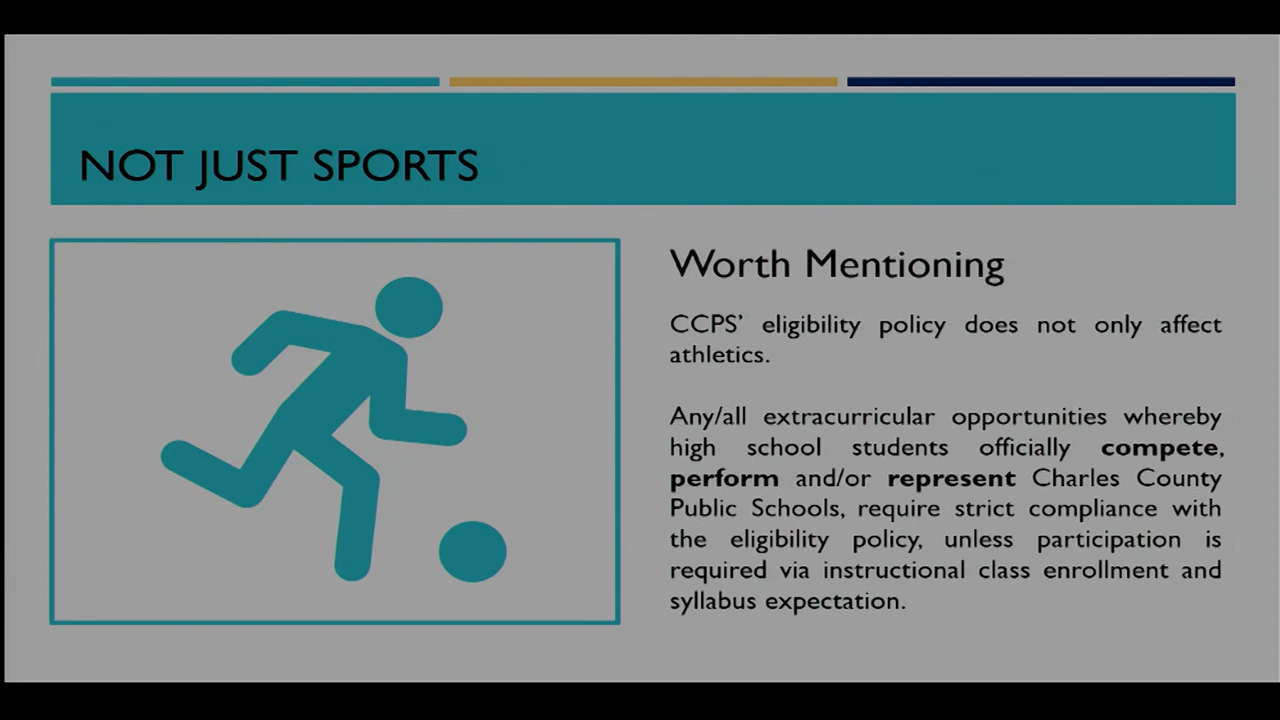 NOT JUST SPORTS
Worth Mentioning
CCPS' eligibility policy does not only affect
athletics.
Any/all extracurricular opportunities whereby
high school students officially compete,
perform and/or represent Charles County
Public Schools, require strict compliance with
the eligibility policy, unless participation is
required via instructional class enrollment and
syllabus expectation.